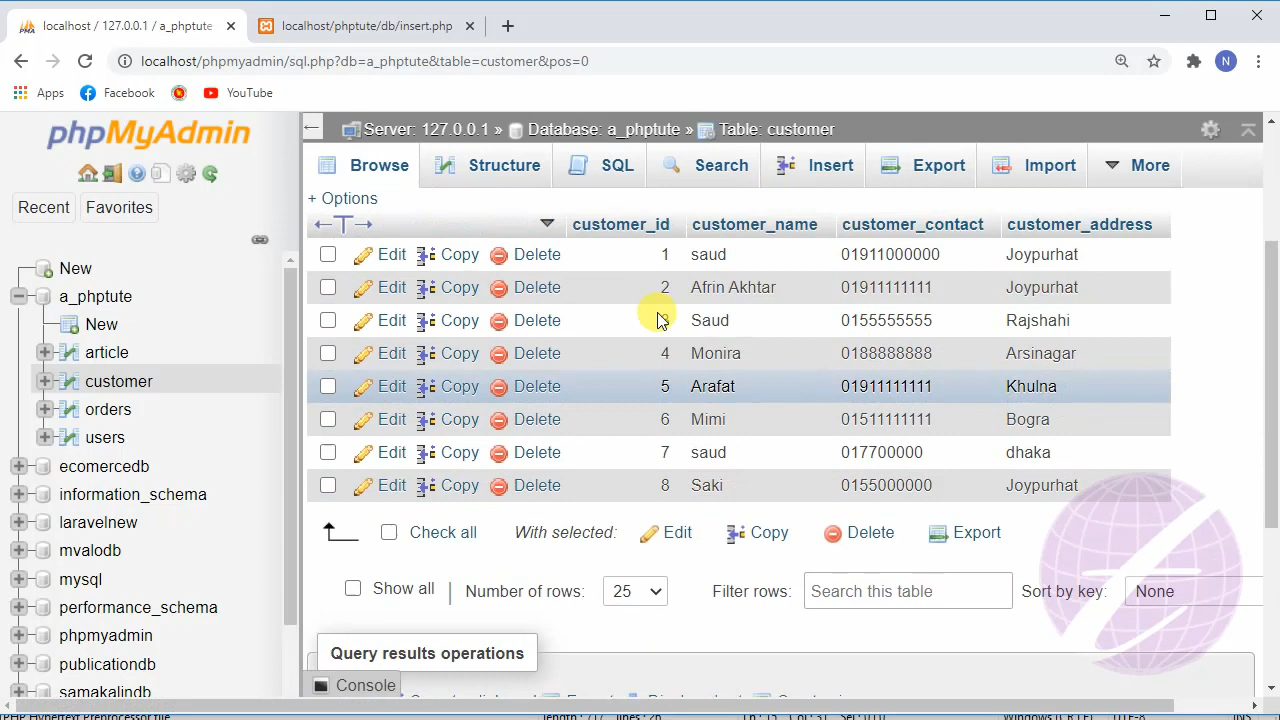 localhost / 127.0.0.1 / a_phptute
localhost/phptute/db/insert.php
localhost/phpmyadmin/sql.php?db=a_phptute&table=customer&pos=0
N
Apps Facebook YouTube
phpMyAdmin
Recent Favorites
New
a_phptute
New
article
customer
orders
users
ecomercedb
information_schema
laravelnew
mvalodb
mysql
performance_schema
phpmyadmin
publicationdb
samakalindb
Server: 127.0.0.1 » Database: a_phptute » Table: customer
Browse Structure SQL Search Insert Export Import More
+ Options
customer_id customer_name customer_contact customer_address
Edit Copy Delete 1 saud 01911000000 Joypurhat
Edit Copy Delete 2 Afrin Akhtar 01911111111 Joypurhat
Edit Copy Delete 3 Saud 0155555555 Rajshahi
Edit Copy Delete 4 Monira 0188888888 Arsinagar
Edit Copy Delete 5 Arafat 01911111111 Khulna
Edit Copy Delete 6 Mimi 01511111111 Bogra
Edit Copy Delete 7 saud 017700000 dhaka
Edit Copy Delete 8 Saki 0155000000 Joypurhat
Check all With selected: Edit Copy Delete Export
Show all Number of rows: 25 Filter rows: Search this table Sort by key: None
Query results operations
Console